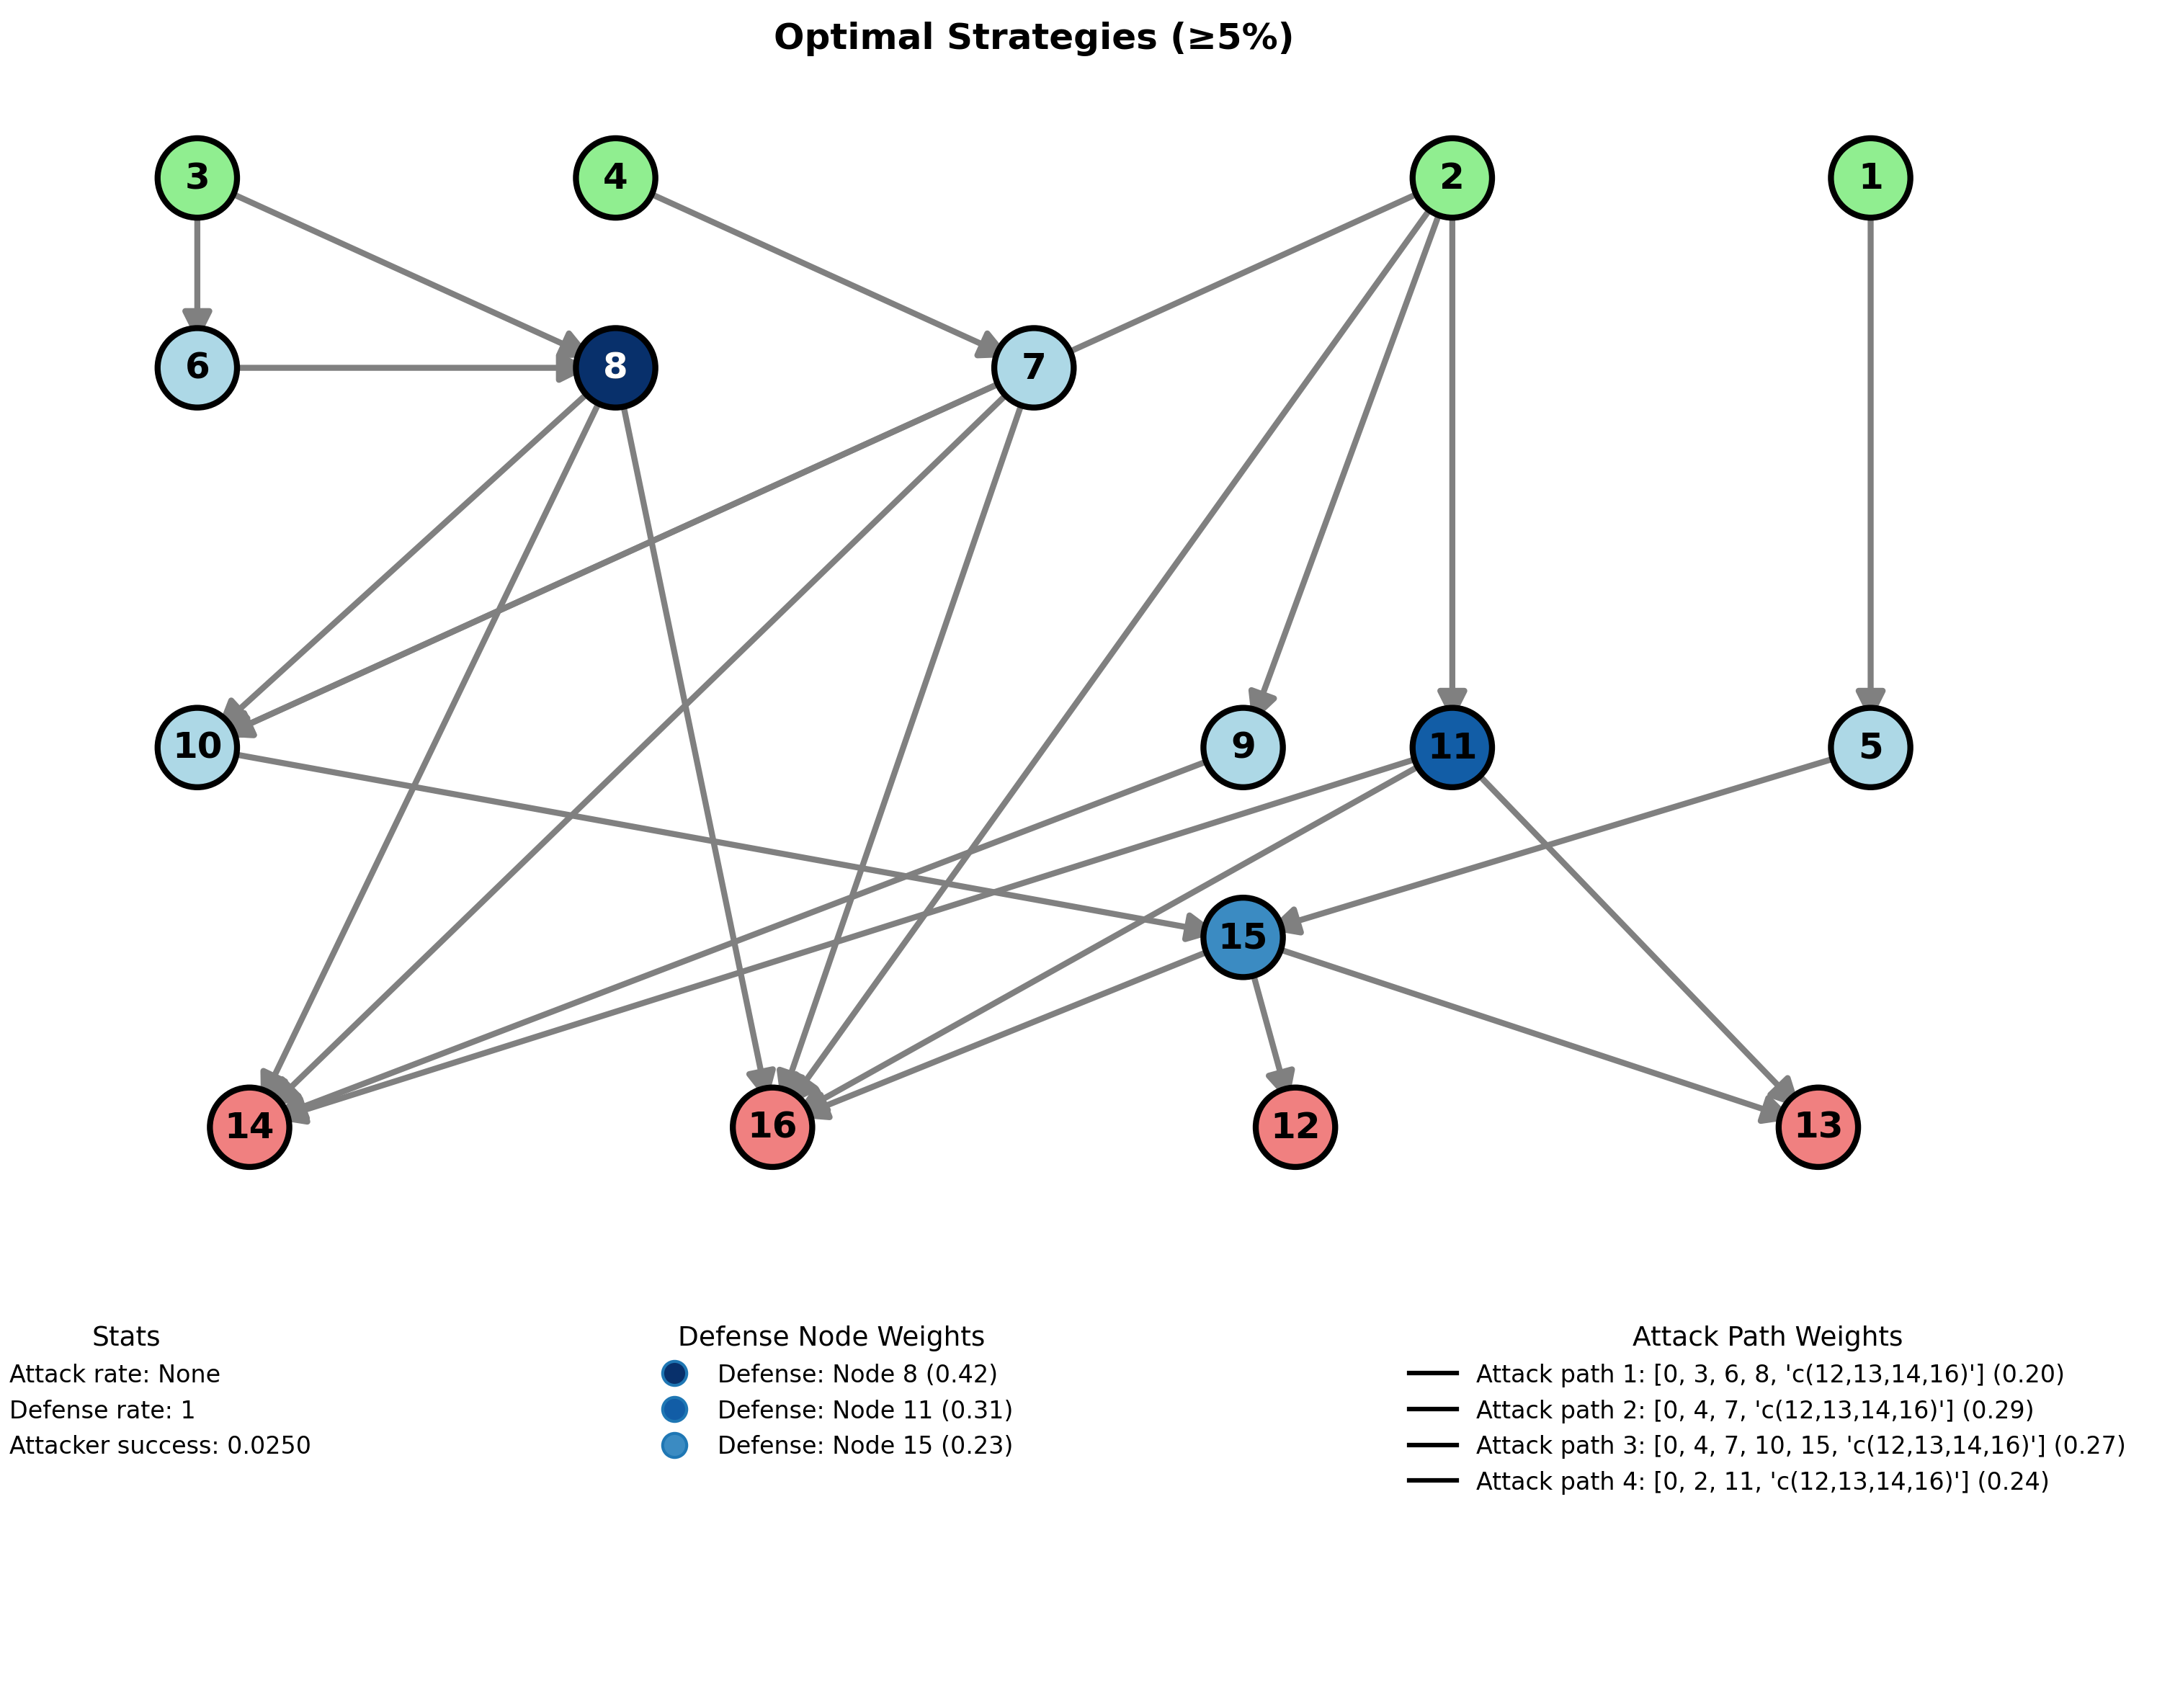 Optimal Strategies (≥5%)
3 4 2 1
6 8 7
10 9 11 5
15
14 16 12 13
Stats
Attack rate: None
Defense rate: 1
Attacker success: 0.0250
Defense Node Weights
Defense: Node 8 (0.42)
Defense: Node 11 (0.31)
Defense: Node 15 (0.23)
Attack Path Weights
Attack path 1: [0, 3, 6, 8, 'c(12,13,14,16)'] (0.20)
Attack path 2: [0, 4, 7, 'c(12,13,14,16)'] (0.29)
Attack path 3: [0, 4, 7, 10, 15, 'c(12,13,14,16)'] (0.27)
Attack path 4: [0, 2, 11, 'c(12,13,14,16)'] (0.24)